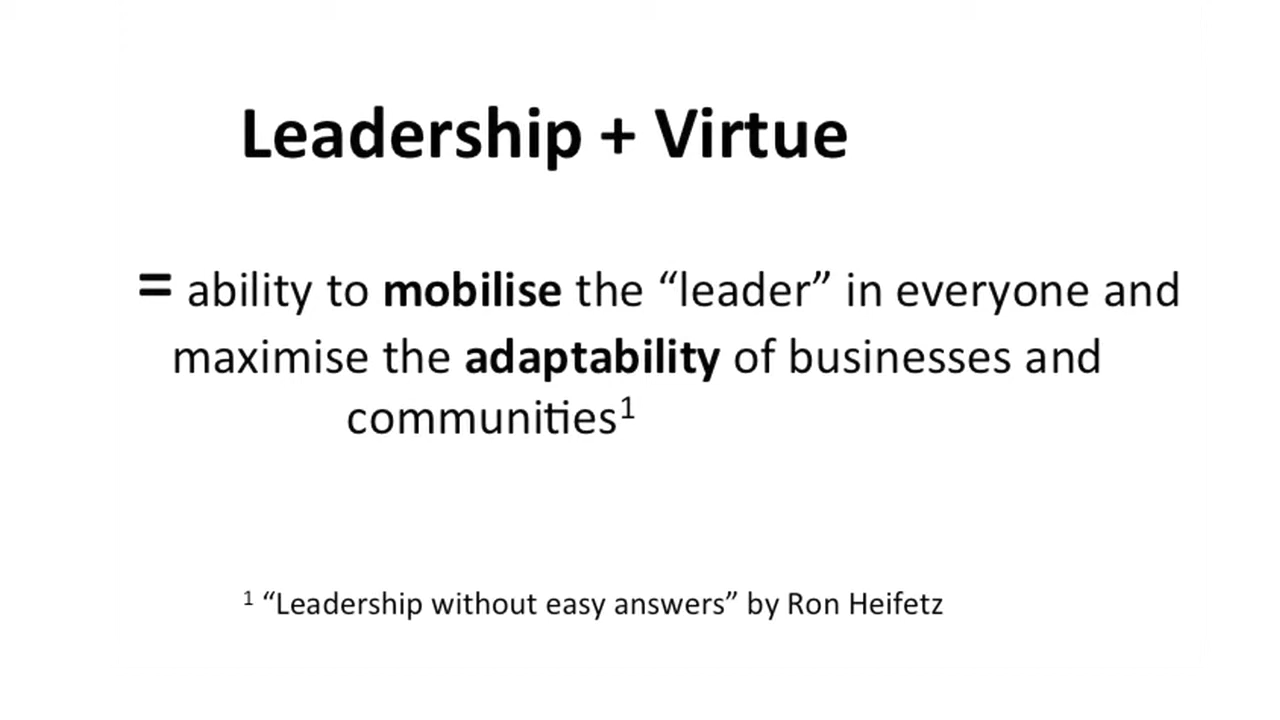 Leadership + Virtue
= ability to mobilise the “leader” in everyone and
maximise the adaptability of businesses and
communities¹
¹ “Leadership without easy answers” by Ron Heifetz